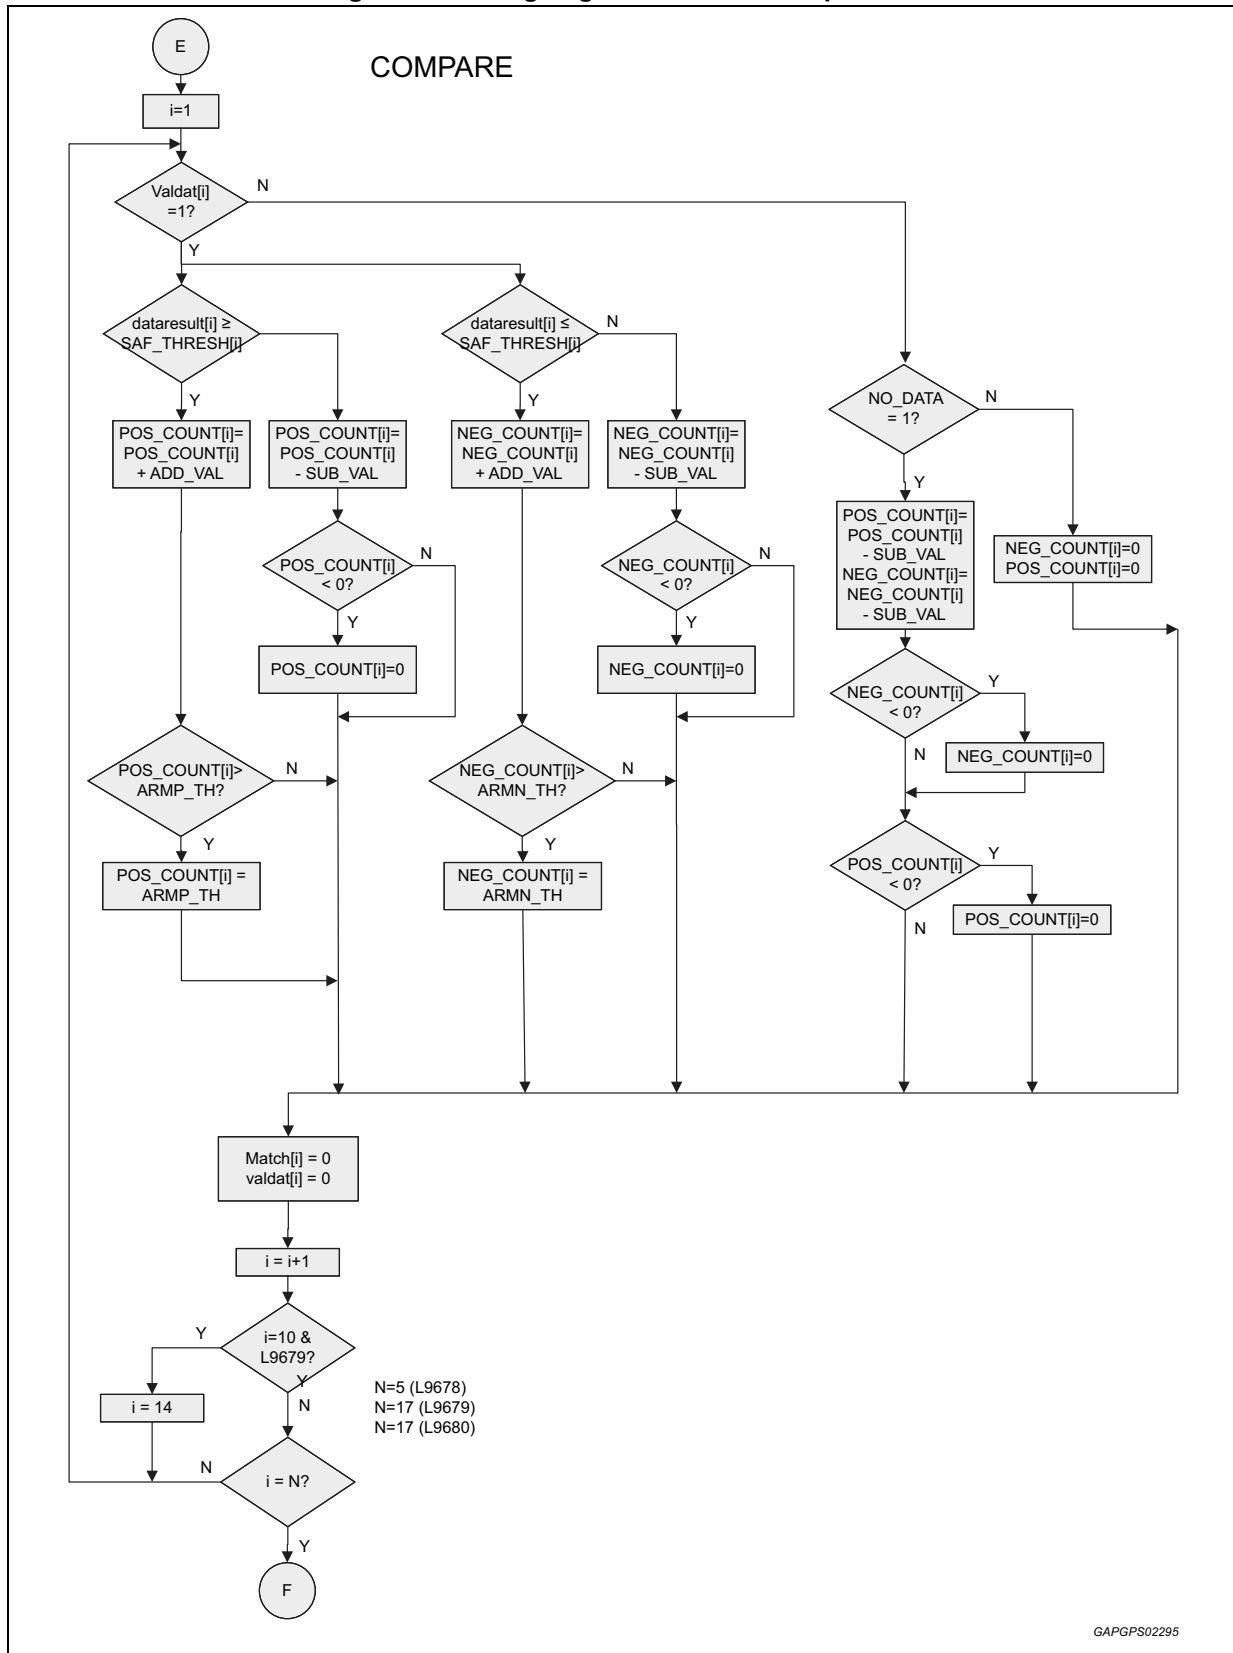 E
COMPARE
i=1
Valdat[i]
=1?
N
Y
dataresult[i] ≥
SAF_THRESH[i]
dataresult[i] ≤
SAF_THRESH[i]
N
Y
Y
NO_DATA
= 1?
N
Y
POS_COUNT[i]=
POS_COUNT[i]
+ ADD_VAL
POS_COUNT[i]=
POS_COUNT[i]
- SUB_VAL
NEG_COUNT[i]=
NEG_COUNT[i]
+ ADD_VAL
NEG_COUNT[i]=
NEG_COUNT[i]
- SUB_VAL
POS_COUNT[i]=
POS_COUNT[i]
- SUB_VAL
NEG_COUNT[i]=
NEG_COUNT[i]
- SUB_VAL
NEG_COUNT[i]=0
POS_COUNT[i]=0
POS_COUNT[i]
< 0?
N
Y
NEG_COUNT[i]
< 0?
N
Y
POS_COUNT[i]=0
NEG_COUNT[i]=0
NEG_COUNT[i]
< 0?
Y
N
NEG_COUNT[i]=0
POS_COUNT[i]>
ARMP_TH?
N
Y
NEG_COUNT[i]>
ARMN_TH?
N
Y
POS_COUNT[i] =
ARMP_TH
NEG_COUNT[i] =
ARMN_TH
POS_COUNT[i]
< 0?
Y
N
POS_COUNT[i]=0
Match[i] = 0
valdat[i] = 0
i = i+1
i=10 &
L9679?
Y
Y
N
i = 14
N=5 (L9678)
N=17 (L9679)
N=17 (L9680)
i = N?
N
Y
F
GAPGPS02295